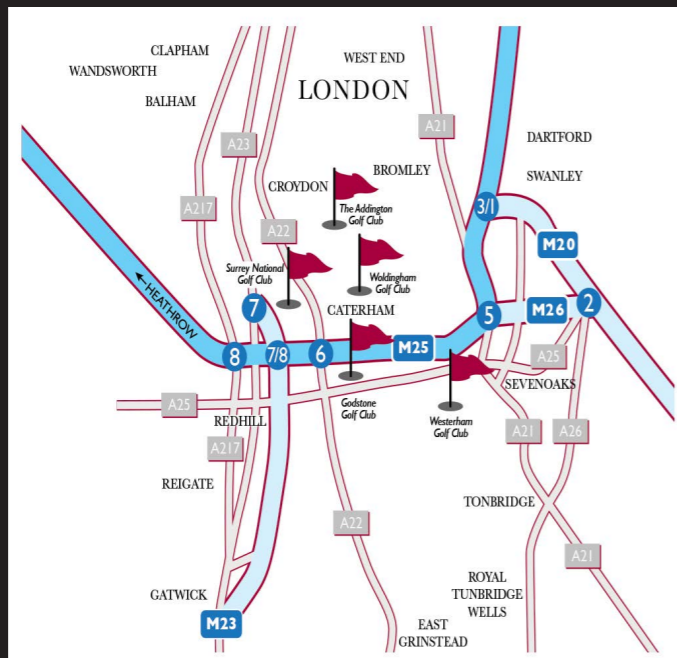 CLAPHAM
WANDSWORTH
BALHAM
WEST END
LONDON
A21
A23
DARTFORD
BROMLEY
SWANLEY
CROYDON
3/1
A217
The Addington
Golf Club
A22
M20
Surrey National
Golf Club
Woldingham
Golf Club
HEATHROW
7
CATERHAM
5
M26
2
8
7/8
6
M25
A25
SEVENOAKS
A25
Godstone
Golf Club
REDHILL
Westerham
Golf Club
A21
A26
A217
REIGATE
TONBRIDGE
A22
A21
GATWICK
ROYAL
TUNBRIDGE
WELLS
M23
EAST
GRINSTEAD